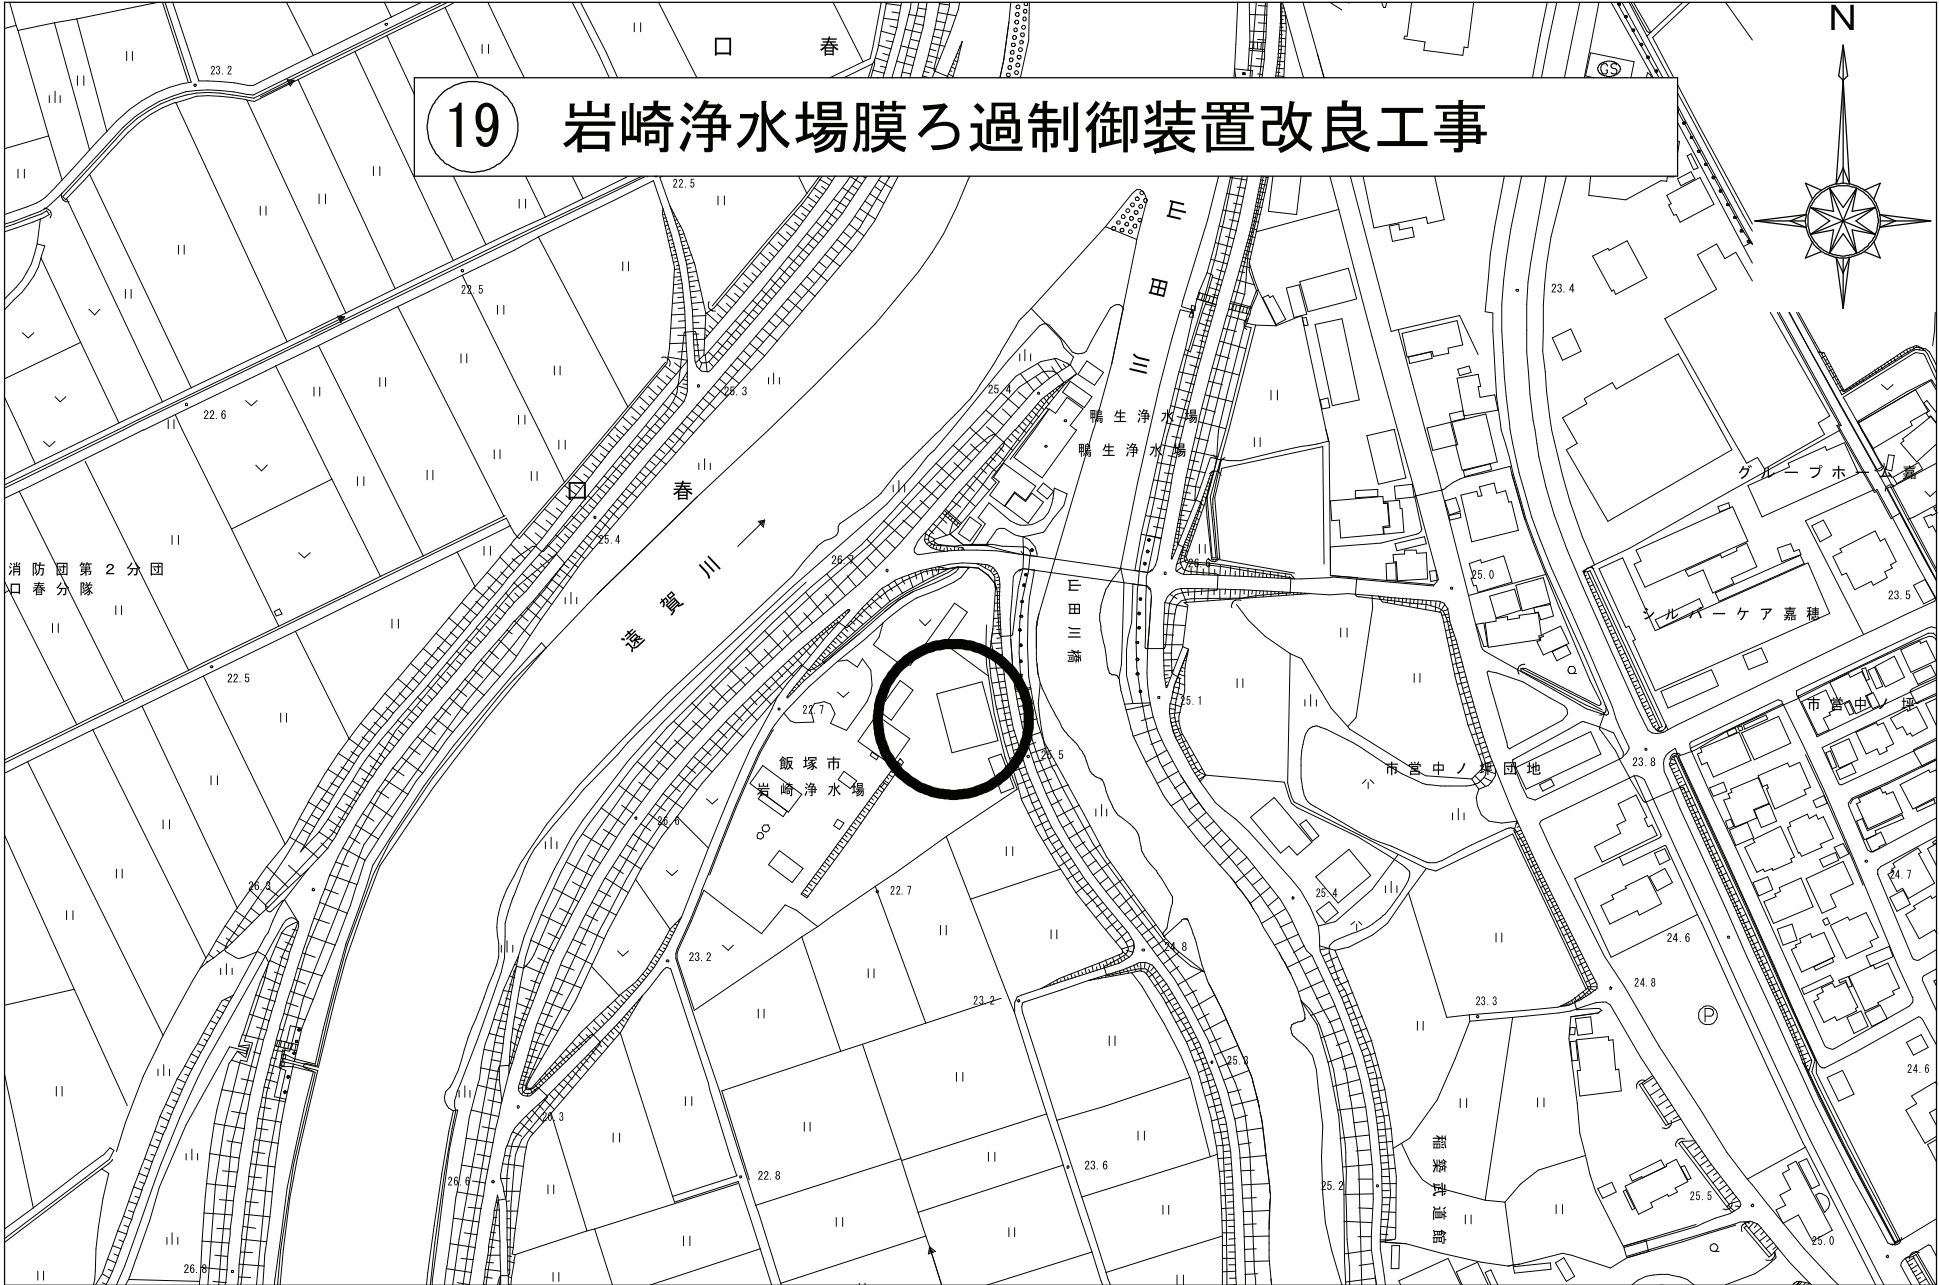 口 春
N
23.2
GS
⑲ 岩崎浄水場膜ろ過制御装置改良工事
22.5
山田川
22.5
23.4
25.3
25.4
22.6
鴨生浄水場
鴨生浄水場
グループホーム嘉
口 春
25.4
26.2
消防団第2分団
口春分隊
遠賀川
山田川橋
25.0
23.5
シルバーケア嘉穂
22.5
22.7
25.1
市営中ノ坪
25.5
飯塚市
岩崎浄水場
市営中ノ坪団地
23.8
26.6
26.3
22.7
25.4
24.7
23.2
24.8
24.6
23.2
23.3
24.8
P
25.3
24.6
26.3
稲築武道館
26.6
22.8
23.6
25.2
25.5
25.0
26.8